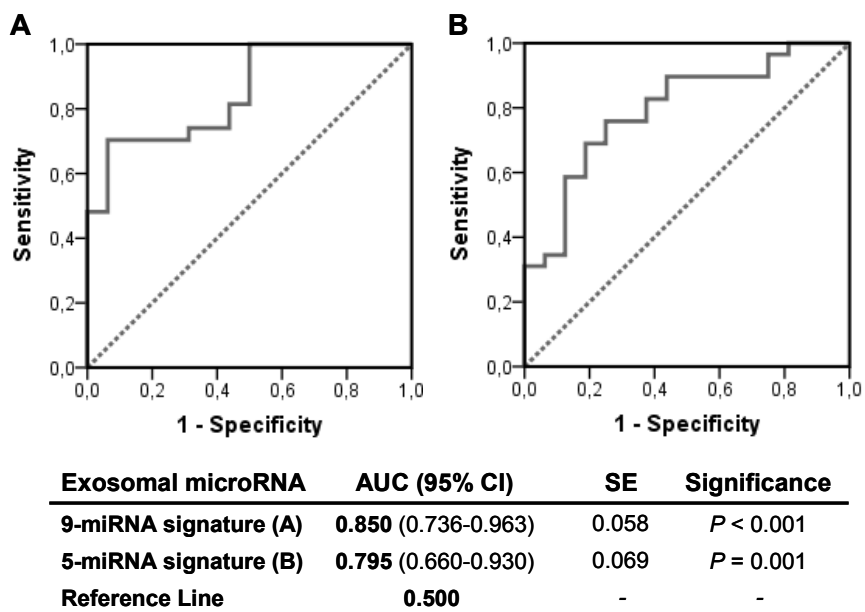 A
1,0
0,8
0,6
0,4
0,2
0,0
Sensitivity
0,0 0,2 0,4 0,6 0,8 1,0
1 - Specificity
B
1,0
0,8
0,6
0,4
0,2
0,0
Sensitivity
0,0 0,2 0,4 0,6 0,8 1,0
1 - Specificity
Exosomal microRNA AUC (95% CI) SE Significance
9-miRNA signature (A) 0.850 (0.736-0.963) 0.058 P < 0.001
5-miRNA signature (B) 0.795 (0.660-0.930) 0.069 P = 0.001
Reference Line 0.500 - -